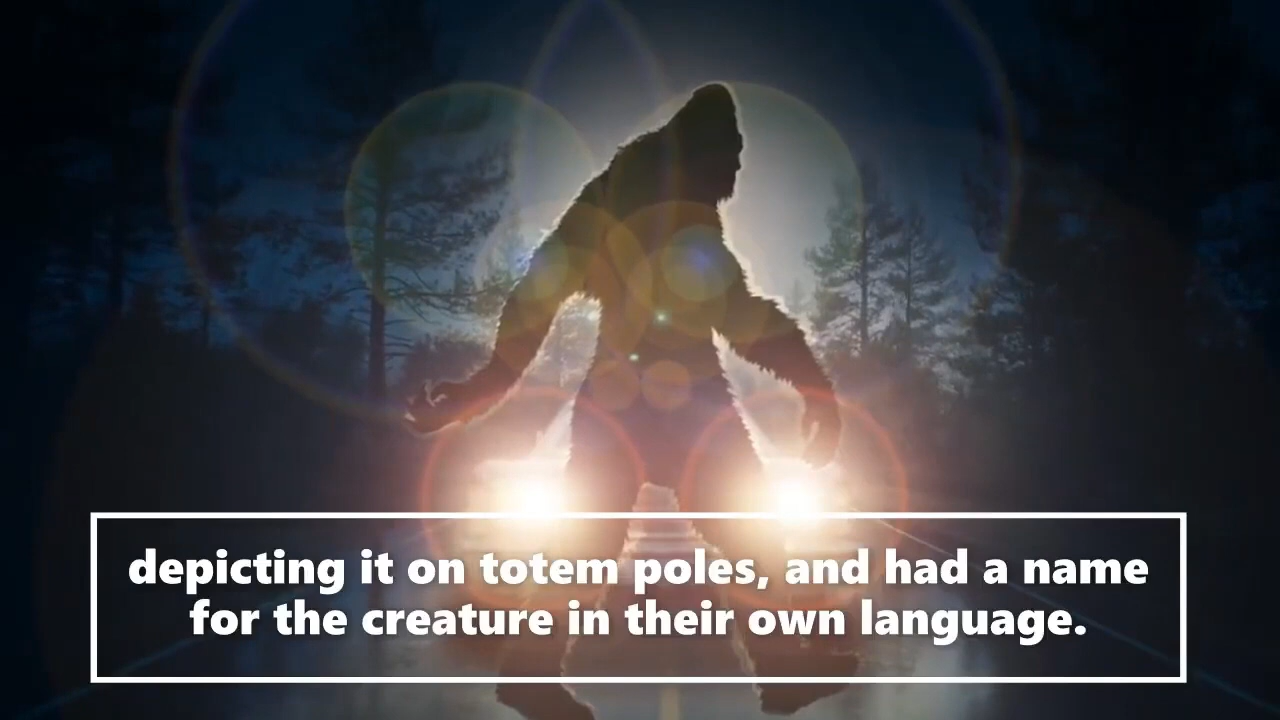 depicting it on totem poles, and had a name
for the creature in their own language.